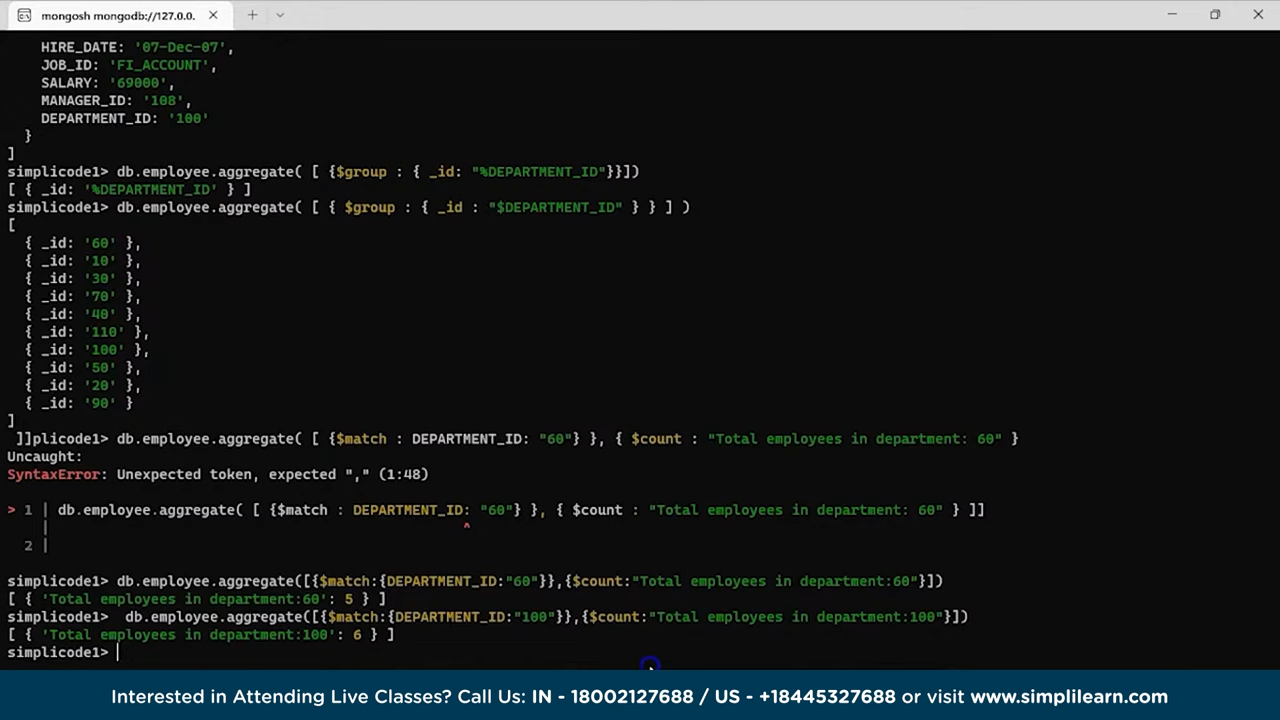 mongosh mongodb://127.0.0.
HIRE_DATE: '07-Dec-07',
JOB_ID: 'FI_ACCOUNT',
SALARY: '69000',
MANAGER_ID: '108',
DEPARTMENT_ID: '100'
}
]
simplicode1> db.employee.aggregate( [ {$group : { _id: "%DEPARTMENT_ID"}}])
[ { _id: '%DEPARTMENT_ID' } ]
simplicode1> db.employee.aggregate( [ { $group : { _id : "$DEPARTMENT_ID" } } ] )
[
{ _id: '60' },
{ _id: '10' },
{ _id: '30' },
{ _id: '70' },
{ _id: '40' },
{ _id: '110' },
{ _id: '100' },
{ _id: '50' },
{ _id: '20' },
{ _id: '90' }
]
]]plicode1> db.employee.aggregate( [ {$match : DEPARTMENT_ID: "60"} }, { $count : "Total employees in department: 60" }
Uncaught:
SyntaxError: Unexpected token, expected "," (1:48)
> 1 | db.employee.aggregate( [ {$match : DEPARTMENT_ID: "60"} }, { $count : "Total employees in department: 60" } ]]
| ^
2 |
simplicode1> db.employee.aggregate([{$match:{DEPARTMENT_ID:"60"}},{$count:"Total employees in department:60"}])
[ { 'Total employees in department:60': 5 } ]
simplicode1>  db.employee.aggregate([{$match:{DEPARTMENT_ID:"100"}},{$count:"Total employees in department:100"}])
[ { 'Total employees in department:100': 6 } ]
simplicode1>
Interested in Attending Live Classes? Call Us: IN - 18002127688 / US - +18445327688 or visit www.simplilearn.com